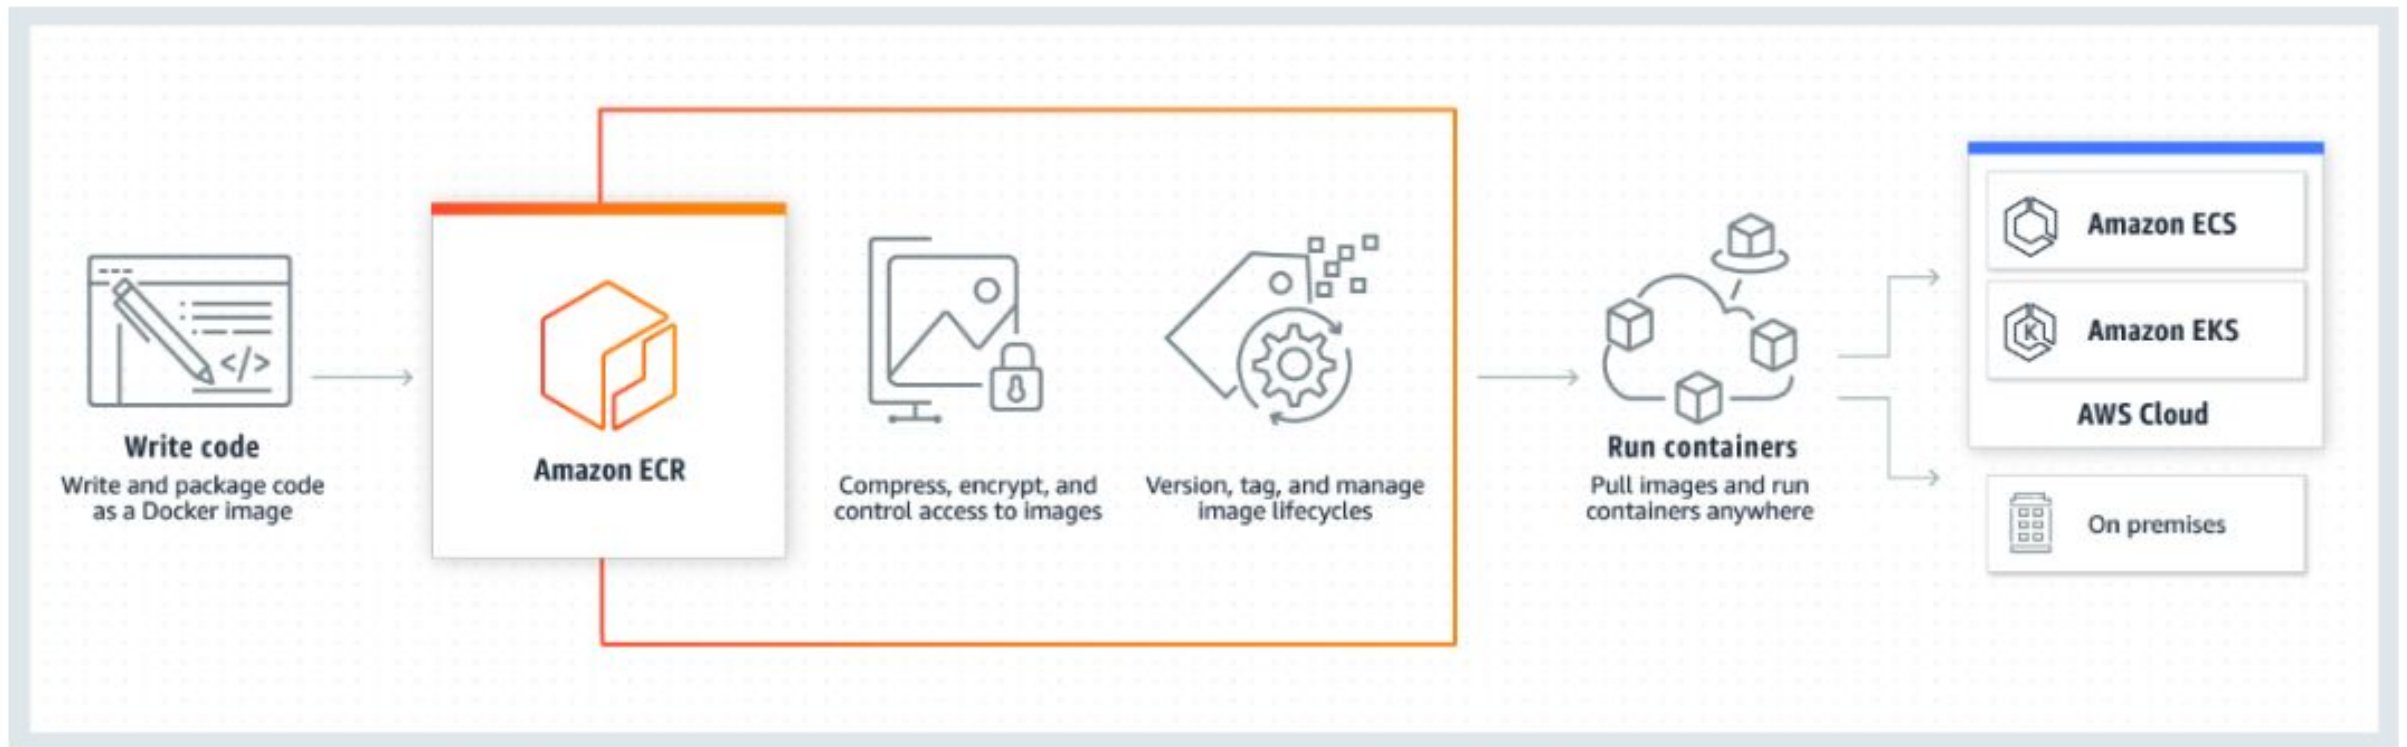 Write code
Write and package code
as a Docker image
</>
Amazon ECR
Compress, encrypt, and
control access to images
Version, tag, and manage
image lifecycles
Run containers
Pull images and run
containers anywhere
Amazon ECS
K
Amazon EKS
AWS Cloud
On premises